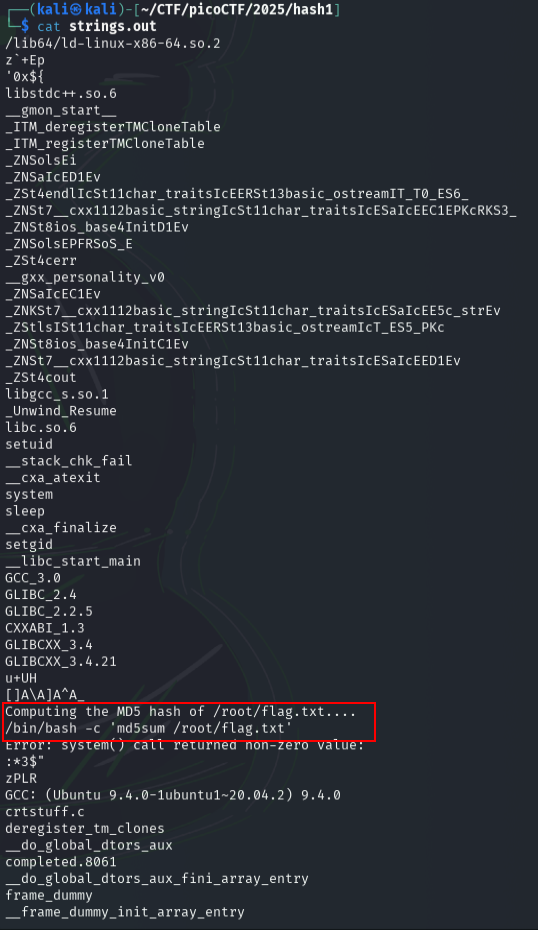 ┌──(kali㉿kali)-[~/CTF/picoCTF/2025/hash1]
└─$ cat strings.out
/lib64/ld-linux-x86-64.so.2
z`+Ep
'0x${
libstdc++.so.6
__gmon_start__
_ITM_deregisterTMCloneTable
_ITM_registerTMCloneTable
_ZNSolsEi
_ZNSaIcED1Ev
_ZSt4endlIcSt11char_traitsIcEERSt13basic_ostreamIT_T0_ES6_
_ZNSt7__cxx1112basic_stringIcSt11char_traitsIcESaIcEEC1EPKcRKS3_
_ZNSt8ios_base4InitD1Ev
_ZNSolsEPFRSoS_E
_ZSt4cerr
__gxx_personality_v0
_ZNSaIcEC1Ev
_ZNKSt7__cxx1112basic_stringIcSt11char_traitsIcESaIcEE5c_strEv
_ZStlsISt11char_traitsIcEERSt13basic_ostreamIcT_ES5_PKc
_ZNSt8ios_base4InitC1Ev
_ZNSt7__cxx1112basic_stringIcSt11char_traitsIcESaIcEED1Ev
_ZSt4cout
libgcc_s.so.1
_Unwind_Resume
libc.so.6
setuid
__stack_chk_fail
__cxa_atexit
system
sleep
__cxa_finalize
setgid
__libc_start_main
GCC_3.0
GLIBC_2.4
GLIBC_2.2.5
CXXABI_1.3
GLIBCXX_3.4
GLIBCXX_3.4.21
u+UH
[]A\A]A^A_
Computing the MD5 hash of /root/flag.txt....
/bin/bash -c 'md5sum /root/flag.txt'
Error: system() call returned non-zero value:
:*3$"
zPLR
GCC: (Ubuntu 9.4.0-1ubuntu1~20.04.2) 9.4.0
crtstuff.c
deregister_tm_clones
__do_global_dtors_aux
completed.8061
__do_global_dtors_aux_fini_array_entry
frame_dummy
__frame_dummy_init_array_entry